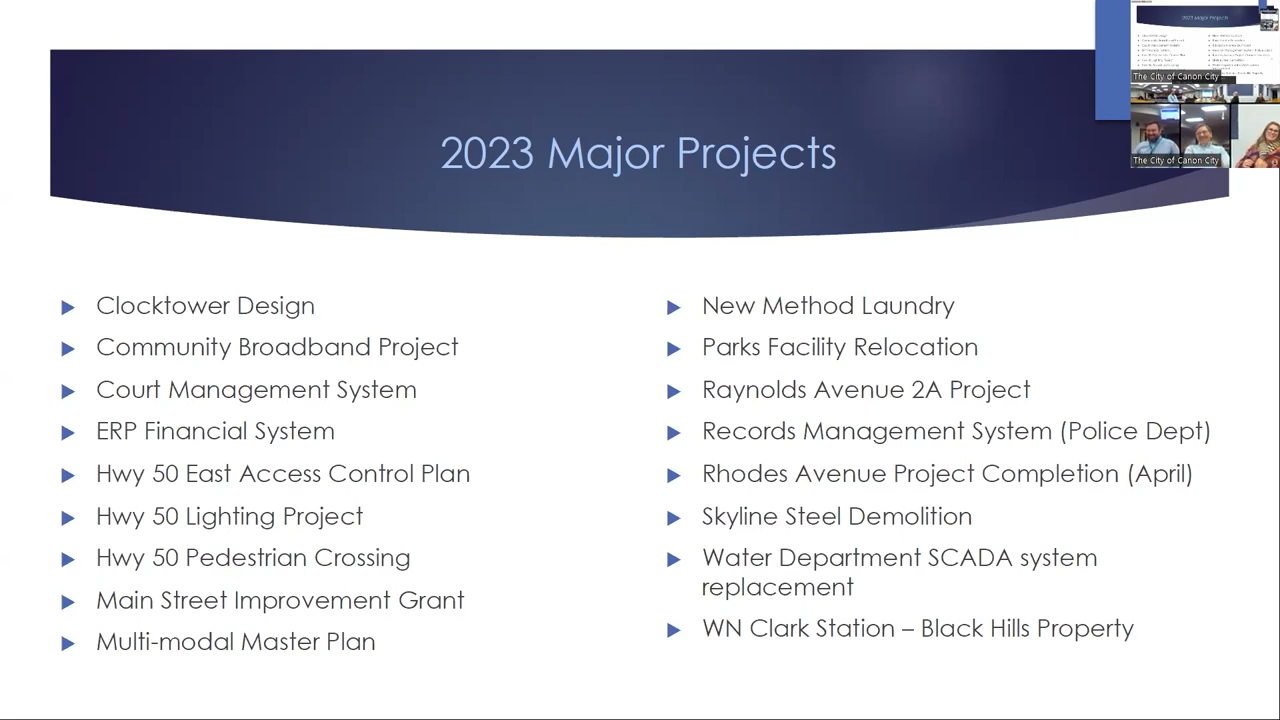 2023 Major Projects
The City of Canon City
The City of Canon City
2023 Major Projects
Clocktower Design
Community Broadband Project
Court Management System
ERP Financial System
Hwy 50 East Access Control Plan
Hwy 50 Lighting Project
Hwy 50 Pedestrian Crossing
Main Street Improvement Grant
Multi-modal Master Plan
New Method Laundry
Parks Facility Relocation
Raynolds Avenue 2A Project
Records Management System (Police Dept)
Rhodes Avenue Project Completion (April)
Skyline Steel Demolition
Water Department SCADA system
replacement
WN Clark Station – Black Hills Property